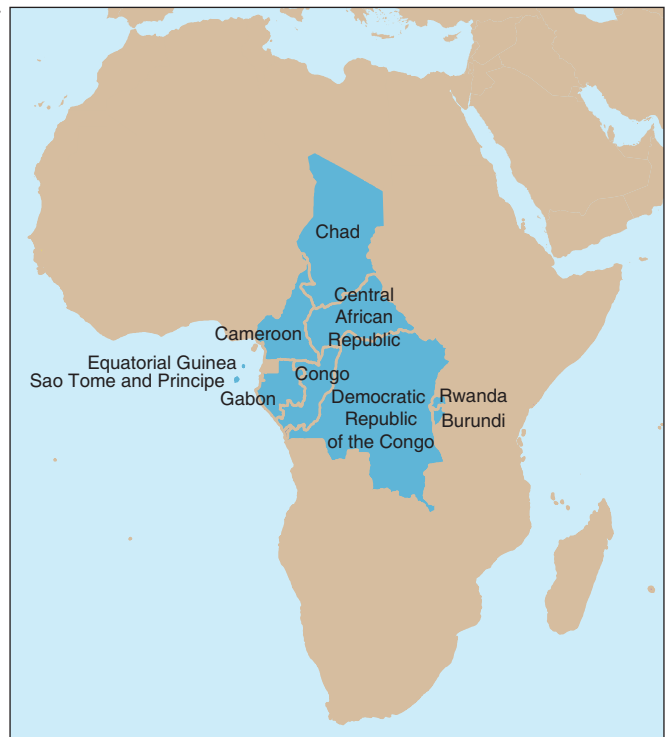 Chad
Central
African
Republic
Cameroon
Equatorial Guinea
Sao Tome and Principe
Congo
Gabon
Democratic
Republic
of the Congo
Rwanda
Burundi